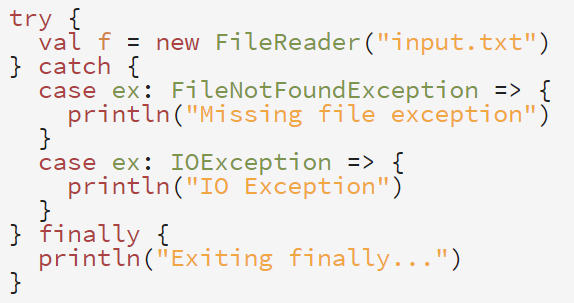 try {
  val f = new FileReader("input.txt")
} catch {
  case ex: FileNotFoundException => {
    println("Missing file exception")
  }
  case ex: IOException => {
    println("IO Exception")
  }
} finally {
  println("Exiting finally...")
}